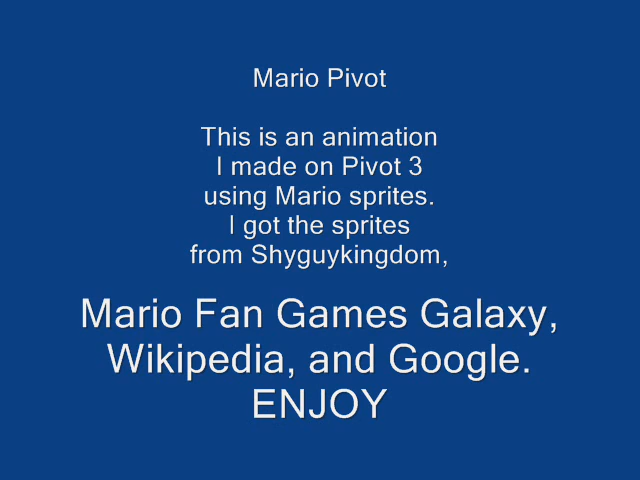 Mario Pivot
This is an animation
I made on Pivot 3
using Mario sprites.
I got the sprites
from Shyguykingdom,
Mario Fan Games Galaxy,
Wikipedia, and Google.
ENJOY